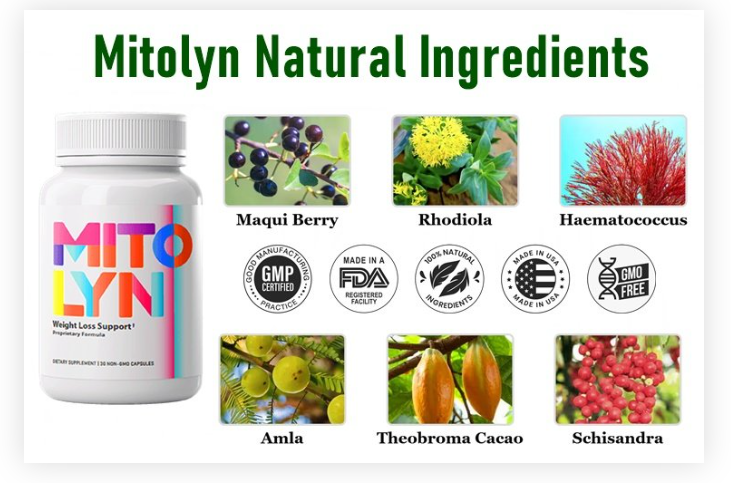 Mitolyn Natural Ingredients
MITO
LYN
Weight Loss Support†
Proprietary Formula
DIETARY SUPPLEMENT | 30 NON-GMO CAPSULES
Maqui Berry
Rhodiola
Haematococcus
GOOD MANUFACTURING
GMP
CERTIFIED
PRACTICE
MADE IN A
FDA
REGISTERED
FACILITY
100% NATURAL
INGREDIENTS
MADE IN USA
MADE IN USA
GMO
FREE
Amla
Theobroma Cacao
Schisandra